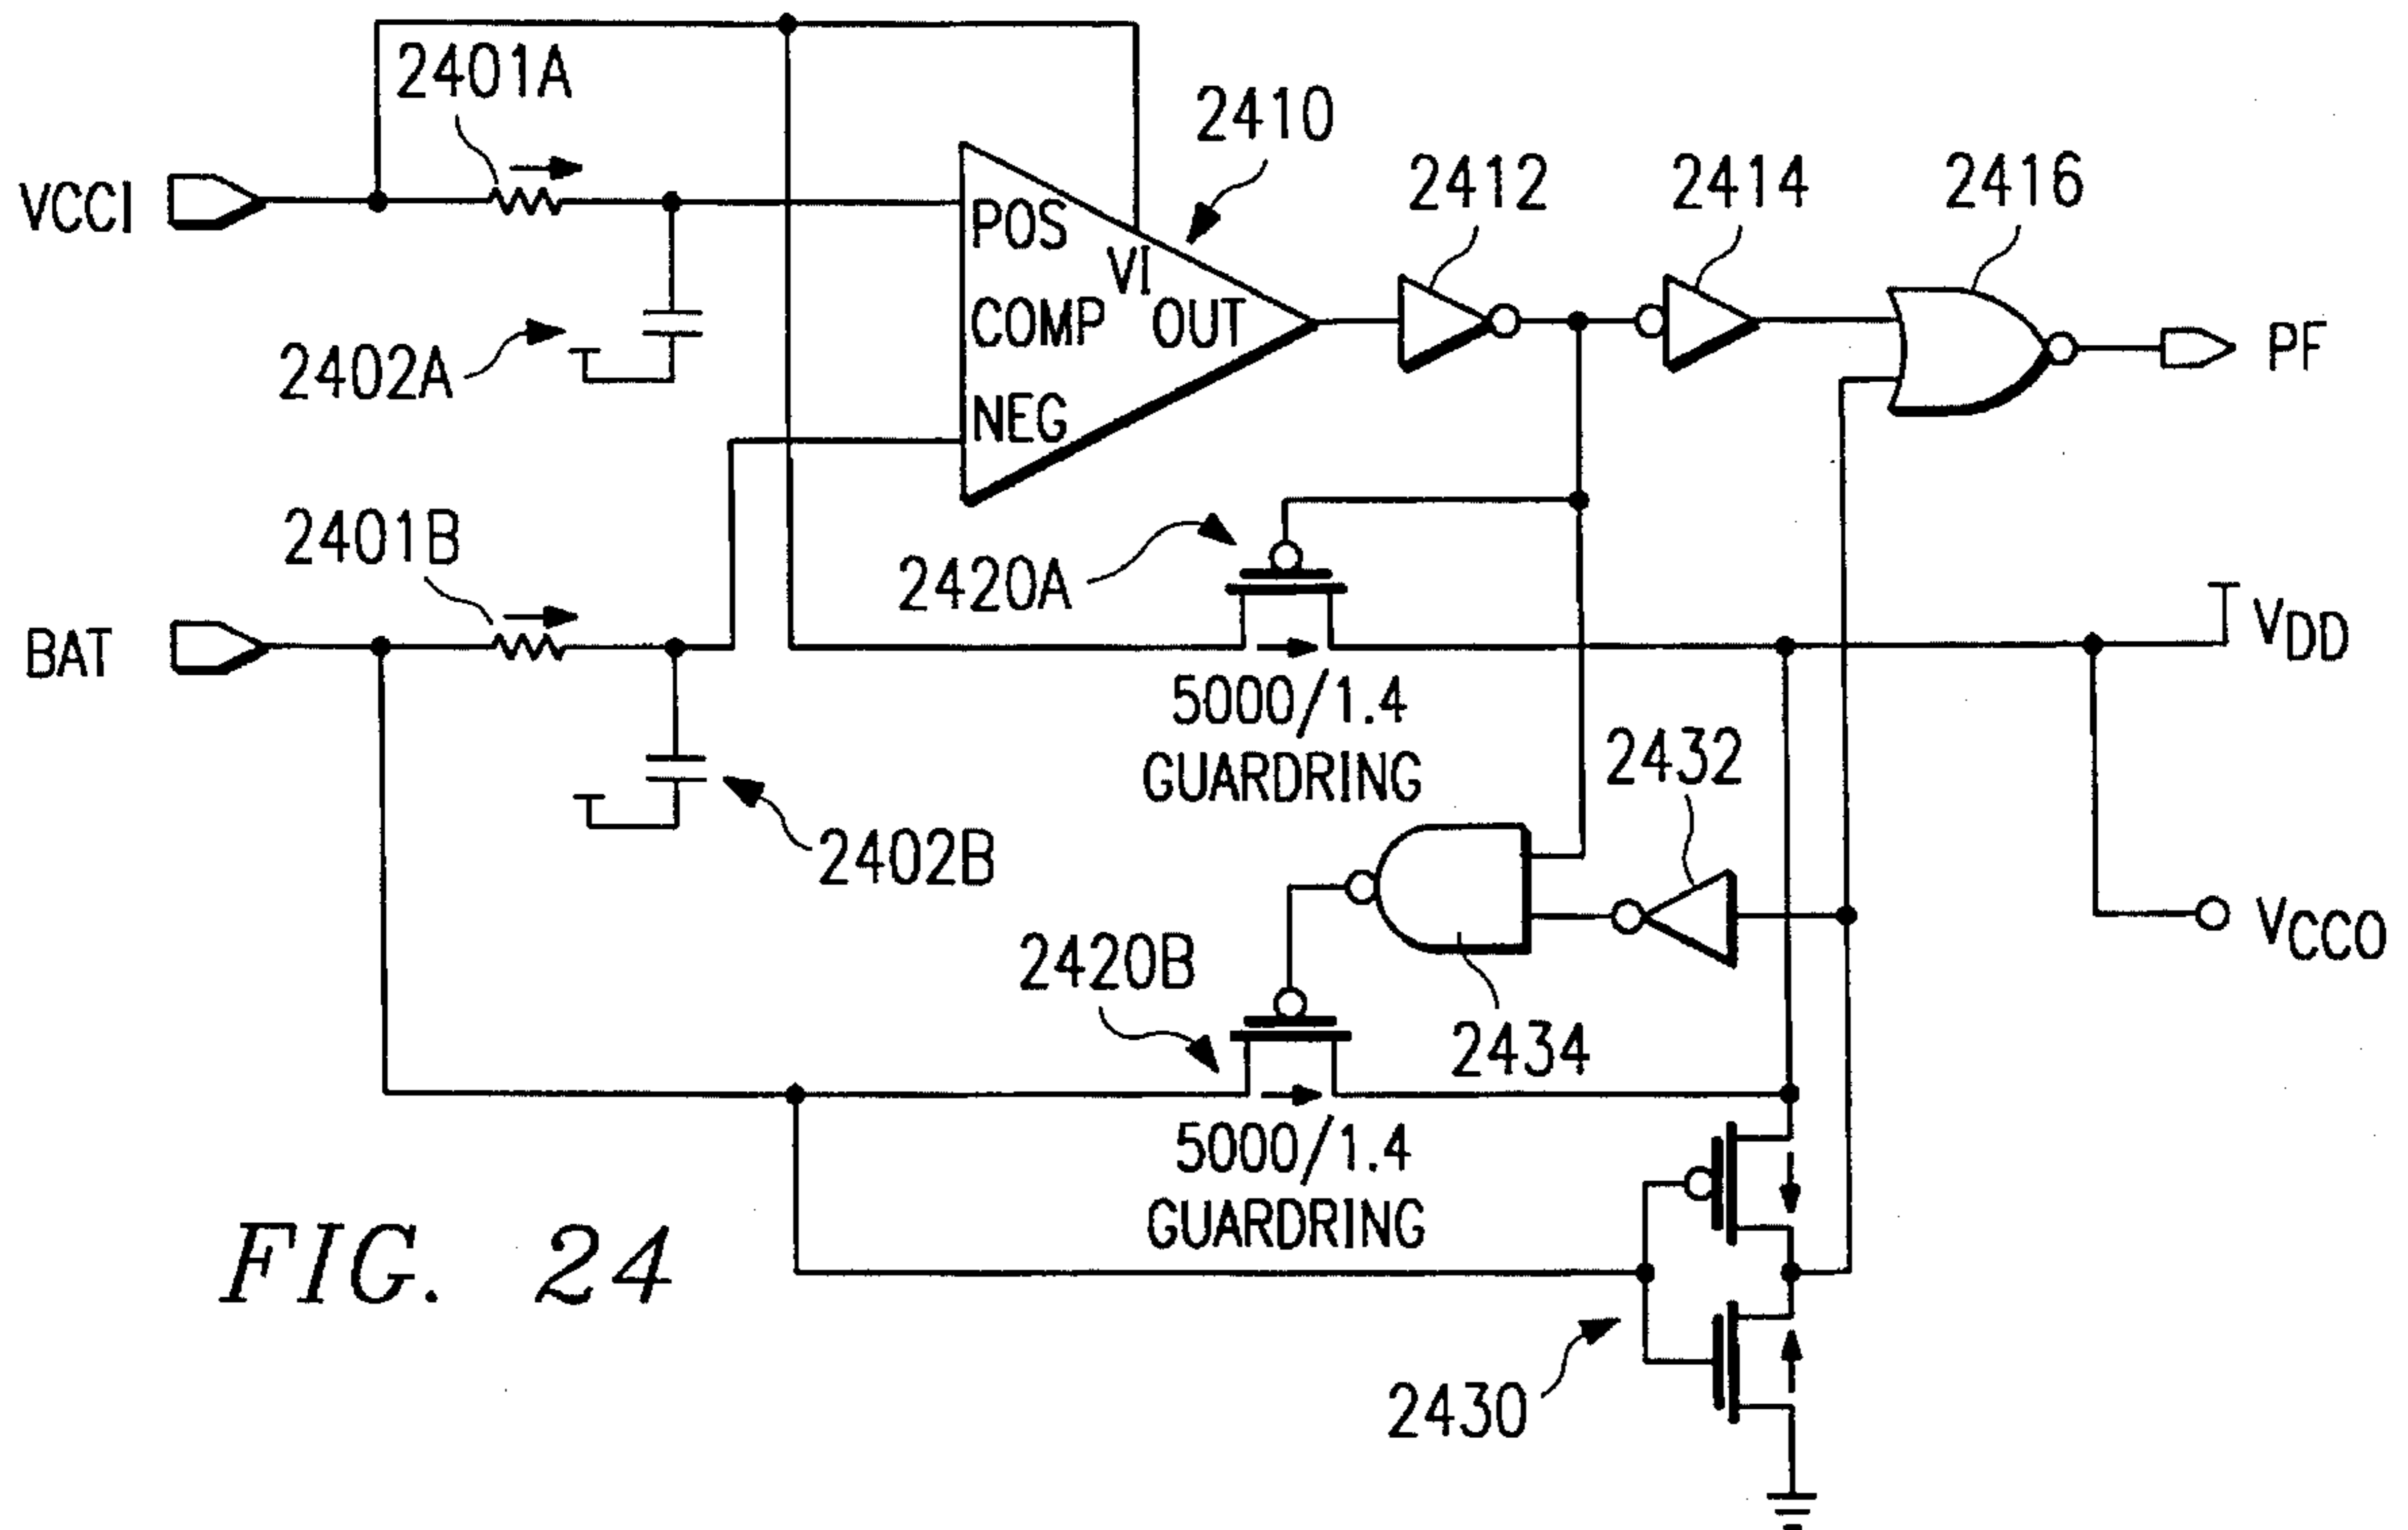 2401A
2410
2412
2414
2416
VCCI
POS
VI
COMP
OUT
NEG
PF
2402A
2401B
2420A
BAT
VDD
5000/1.4
GUARDRING
2432
2402B
VCCO
2420B
2434
5000/1.4
GUARDRING
2430
FIG. 24